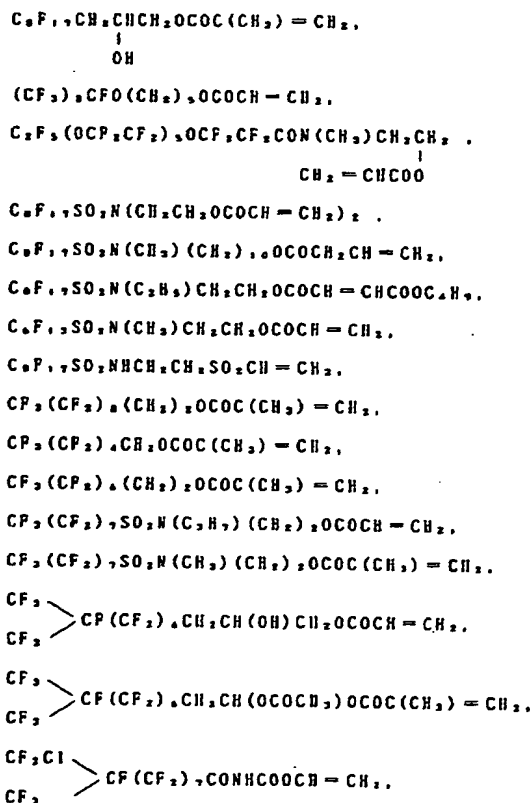 C₈F₁₇CH₂CHCH₂OCOC(CH₃)=CH₂,
OH
(CF₃)₂CFO(CH₂)₅OCOCH=CH₂,
C₂F₅(OCF₂CF₂)₅OCF₂CF₂CON(CH₃)CH₂CH₂ .
CH₂=CHCOO
C₈F₁₇SO₂N(CH₂CH₂OCOCH=CH₂)₂ .
C₈F₁₇SO₂N(CH₃)(CH₂)₁₀OCOCH₂CH=CH₂,
C₈F₁₇SO₂N(C₂H₅)CH₂CH₂OCOCH=CHCOOC₄H₉,
C₆F₁₃SO₂N(CH₃)CH₂CH₂OCOCH=CH₂,
C₈F₁₇SO₂NHCH₂CH₂SO₂CH=CH₂,
CF₃(CF₂)₈(CH₂)₂OCOC(CH₃)=CH₂,
CF₃(CF₂)₄CH₂OCOC(CH₃)=CH₂,
CF₃(CF₂)₆(CH₂)₂OCOC(CH₃)=CH₂,
CF₃(CF₂)₇SO₂N(C₃H₇)(CH₂)₂OCOCH=CH₂,
CF₃(CF₂)₇SO₂N(CH₃)(CH₂)₂OCOC(CH₃)=CH₂.
CF₃
CF(CF₂)₆CH₂CH(OH)CH₂OCOCH=CH₂,
CF₃
CF₃
CF(CF₂)₆CH₂CH(OCOCH₃)OCOC(CH₃)=CH₂,
CF₃
CF₂Cl
CF(CF₂)₇CONHCOOCH=CH₂,
CF₃